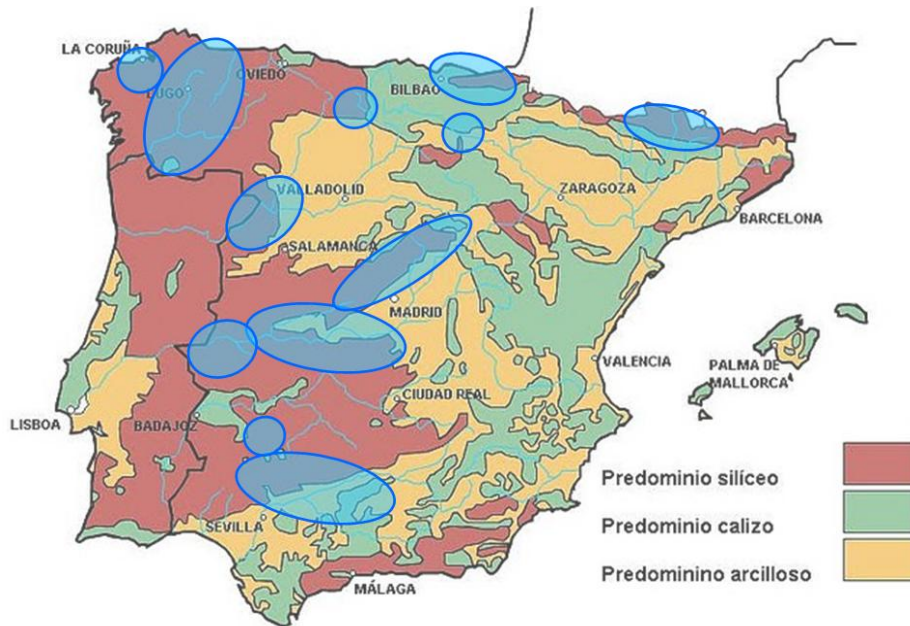 LA CORUÑA
OVIEDO
LUGO
BILBAO
VALLADOLID
ZARAGOZA
BARCELONA
SALAMANCA
MADRID
VALENCIA
PALMA DE
MALLORCA
CIUDAD REAL
LISBOA
BADAJOZ
SEVILLA
MÁLAGA
Predominio silíceo
Predominio calizo
Predominino arcilloso